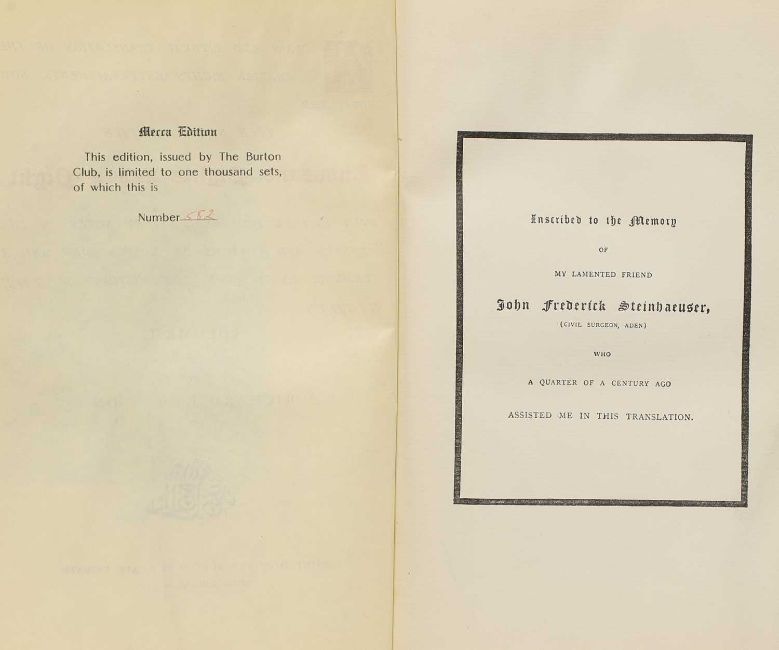 Mecca Edition
This edition, issued by The Burton
Club, is limited to one thousand sets,
of which this is
Number 582
Inscribed to the Memory
OF
MY LAMENTED FRIEND
John Frederick Steinhaeuser,
(CIVIL SURGEON, ADEN)
WHO
A QUARTER OF A CENTURY AGO
ASSISTED ME IN THIS TRANSLATION.